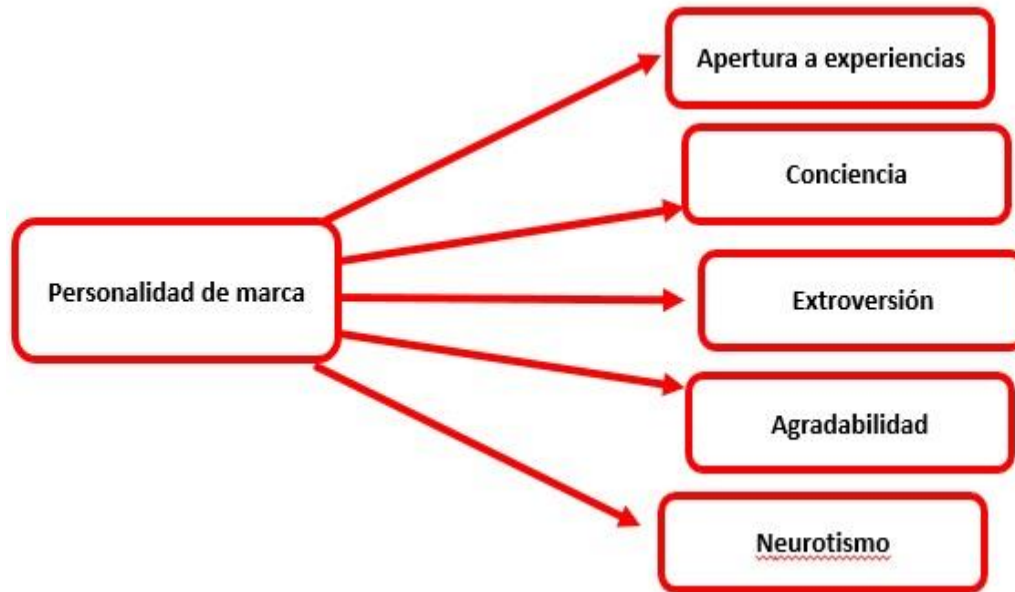 Apertura a experiencias
Conciencia
Personalidad de marca
Extroversión
Agradabilidad
Neurotismo